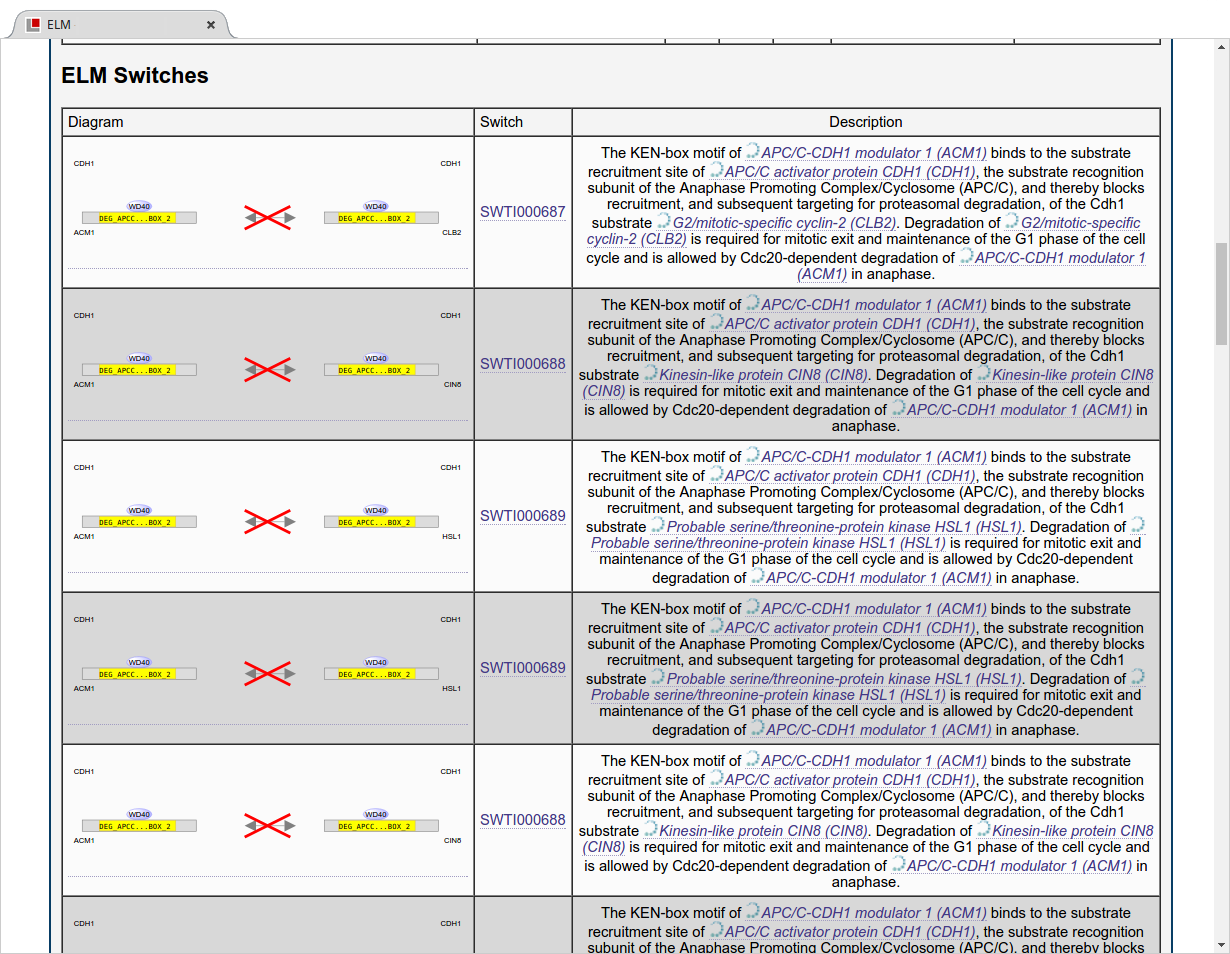 ELM
ELM Switches
Diagram Switch Description
CDH1 CDH1
WD40 WD40
DEG_APCC...BOX_2 DEG_APCC...BOX_2
ACM1 CLB2
SWTI000687
The KEN-box motif of APC/C-CDH1 modulator 1 (ACM1) binds to the substrate
recruitment site of APC/C activator protein CDH1 (CDH1), the substrate recognition
subunit of the Anaphase Promoting Complex/Cyclosome (APC/C), and thereby blocks
recruitment, and subsequent targeting for proteasomal degradation, of the Cdh1
substrate G2/mitotic-specific cyclin-2 (CLB2). Degradation of G2/mitotic-specific
cyclin-2 (CLB2) is required for mitotic exit and maintenance of the G1 phase of the cell
cycle and is allowed by Cdc20-dependent degradation of APC/C-CDH1 modulator 1
(ACM1) in anaphase.
CDH1 CDH1
WD40 WD40
DEG_APCC...BOX_2 DEG_APCC...BOX_2
ACM1 CIN8
SWTI000688
The KEN-box motif of APC/C-CDH1 modulator 1 (ACM1) binds to the substrate
recruitment site of APC/C activator protein CDH1 (CDH1), the substrate recognition
subunit of the Anaphase Promoting Complex/Cyclosome (APC/C), and thereby blocks
recruitment, and subsequent targeting for proteasomal degradation, of the Cdh1
substrate Kinesin-like protein CIN8 (CIN8). Degradation of Kinesin-like protein CIN8
(CIN8) is required for mitotic exit and maintenance of the G1 phase of the cell cycle and
is allowed by Cdc20-dependent degradation of APC/C-CDH1 modulator 1 (ACM1) in
anaphase.
CDH1 CDH1
WD40 WD40
DEG_APCC...BOX_2 DEG_APCC...BOX_2
ACM1 HSL1
SWTI000689
The KEN-box motif of APC/C-CDH1 modulator 1 (ACM1) binds to the substrate
recruitment site of APC/C activator protein CDH1 (CDH1), the substrate recognition
subunit of the Anaphase Promoting Complex/Cyclosome (APC/C), and thereby blocks
recruitment, and subsequent targeting for proteasomal degradation, of the Cdh1
substrate Probable serine/threonine-protein kinase HSL1 (HSL1). Degradation of
Probable serine/threonine-protein kinase HSL1 (HSL1) is required for mitotic exit and
maintenance of the G1 phase of the cell cycle and is allowed by Cdc20-dependent
degradation of APC/C-CDH1 modulator 1 (ACM1) in anaphase.
CDH1 CDH1
WD40 WD40
DEG_APCC...BOX_2 DEG_APCC...BOX_2
ACM1 HSL1
SWTI000689
The KEN-box motif of APC/C-CDH1 modulator 1 (ACM1) binds to the substrate
recruitment site of APC/C activator protein CDH1 (CDH1), the substrate recognition
subunit of the Anaphase Promoting Complex/Cyclosome (APC/C), and thereby blocks
recruitment, and subsequent targeting for proteasomal degradation, of the Cdh1
substrate Probable serine/threonine-protein kinase HSL1 (HSL1). Degradation of
Probable serine/threonine-protein kinase HSL1 (HSL1) is required for mitotic exit and
maintenance of the G1 phase of the cell cycle and is allowed by Cdc20-dependent
degradation of APC/C-CDH1 modulator 1 (ACM1) in anaphase.
CDH1 CDH1
WD40 WD40
DEG_APCC...BOX_2 DEG_APCC...BOX_2
ACM1 CIN8
SWTI000688
The KEN-box motif of APC/C-CDH1 modulator 1 (ACM1) binds to the substrate
recruitment site of APC/C activator protein CDH1 (CDH1), the substrate recognition
subunit of the Anaphase Promoting Complex/Cyclosome (APC/C), and thereby blocks
recruitment, and subsequent targeting for proteasomal degradation, of the Cdh1
substrate Kinesin-like protein CIN8 (CIN8). Degradation of Kinesin-like protein CIN8
(CIN8) is required for mitotic exit and maintenance of the G1 phase of the cell cycle and
is allowed by Cdc20-dependent degradation of APC/C-CDH1 modulator 1 (ACM1) in
anaphase.
CDH1 CDH1
The KEN-box motif of APC/C-CDH1 modulator 1 (ACM1) binds to the substrate
recruitment site of APC/C activator protein CDH1 (CDH1), the substrate recognition
subunit of the Anaphase Promoting Complex/Cyclosome (APC/C), and thereby blocks